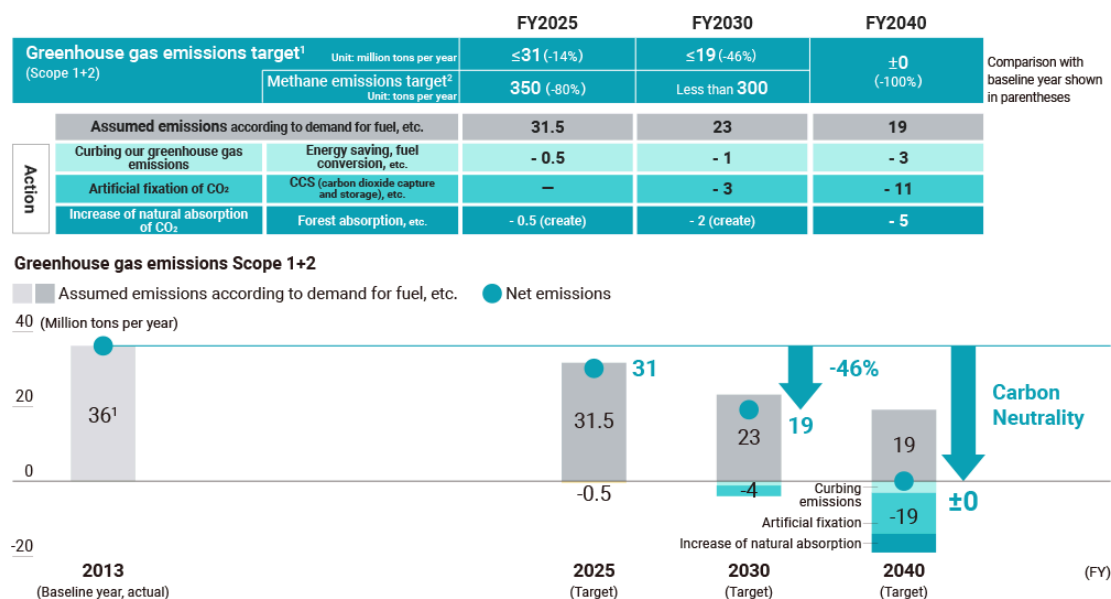 FY2025 FY2030 FY2040
Greenhouse gas emissions target¹ Unit: million tons per year ≤31 (-14%) ≤19 (-46%) ±0
(Scope 1+2) (-100%)
Methane emissions target² 350 (-80%) Less than 300
Unit: tons per year
Comparison with
baseline year shown
in parentheses
Assumed emissions according to demand for fuel, etc. 31.5 23 19
Action
Curbing our greenhouse gas
emissions
Energy saving, fuel
conversion, etc.
- 0.5 - 1 - 3
Artificial fixation of CO₂
CCS (carbon dioxide capture
and storage), etc.
— - 3 - 11
Increase of natural absorption
of CO₂
Forest absorption, etc.
- 0.5 (create) - 2 (create) - 5
Greenhouse gas emissions Scope 1+2
Assumed emissions according to demand for fuel, etc. Net emissions
40 (Million tons per year)
20
0
-20
36¹
31.5
31
-0.5
23
19
-4
-46%
19
±0
-19
Carbon
Neutrality
Curbing
emissions
Artificial fixation
Increase of natural absorption
2013 2025 2030 2040 (FY)
(Baseline year, actual) (Target) (Target) (Target)